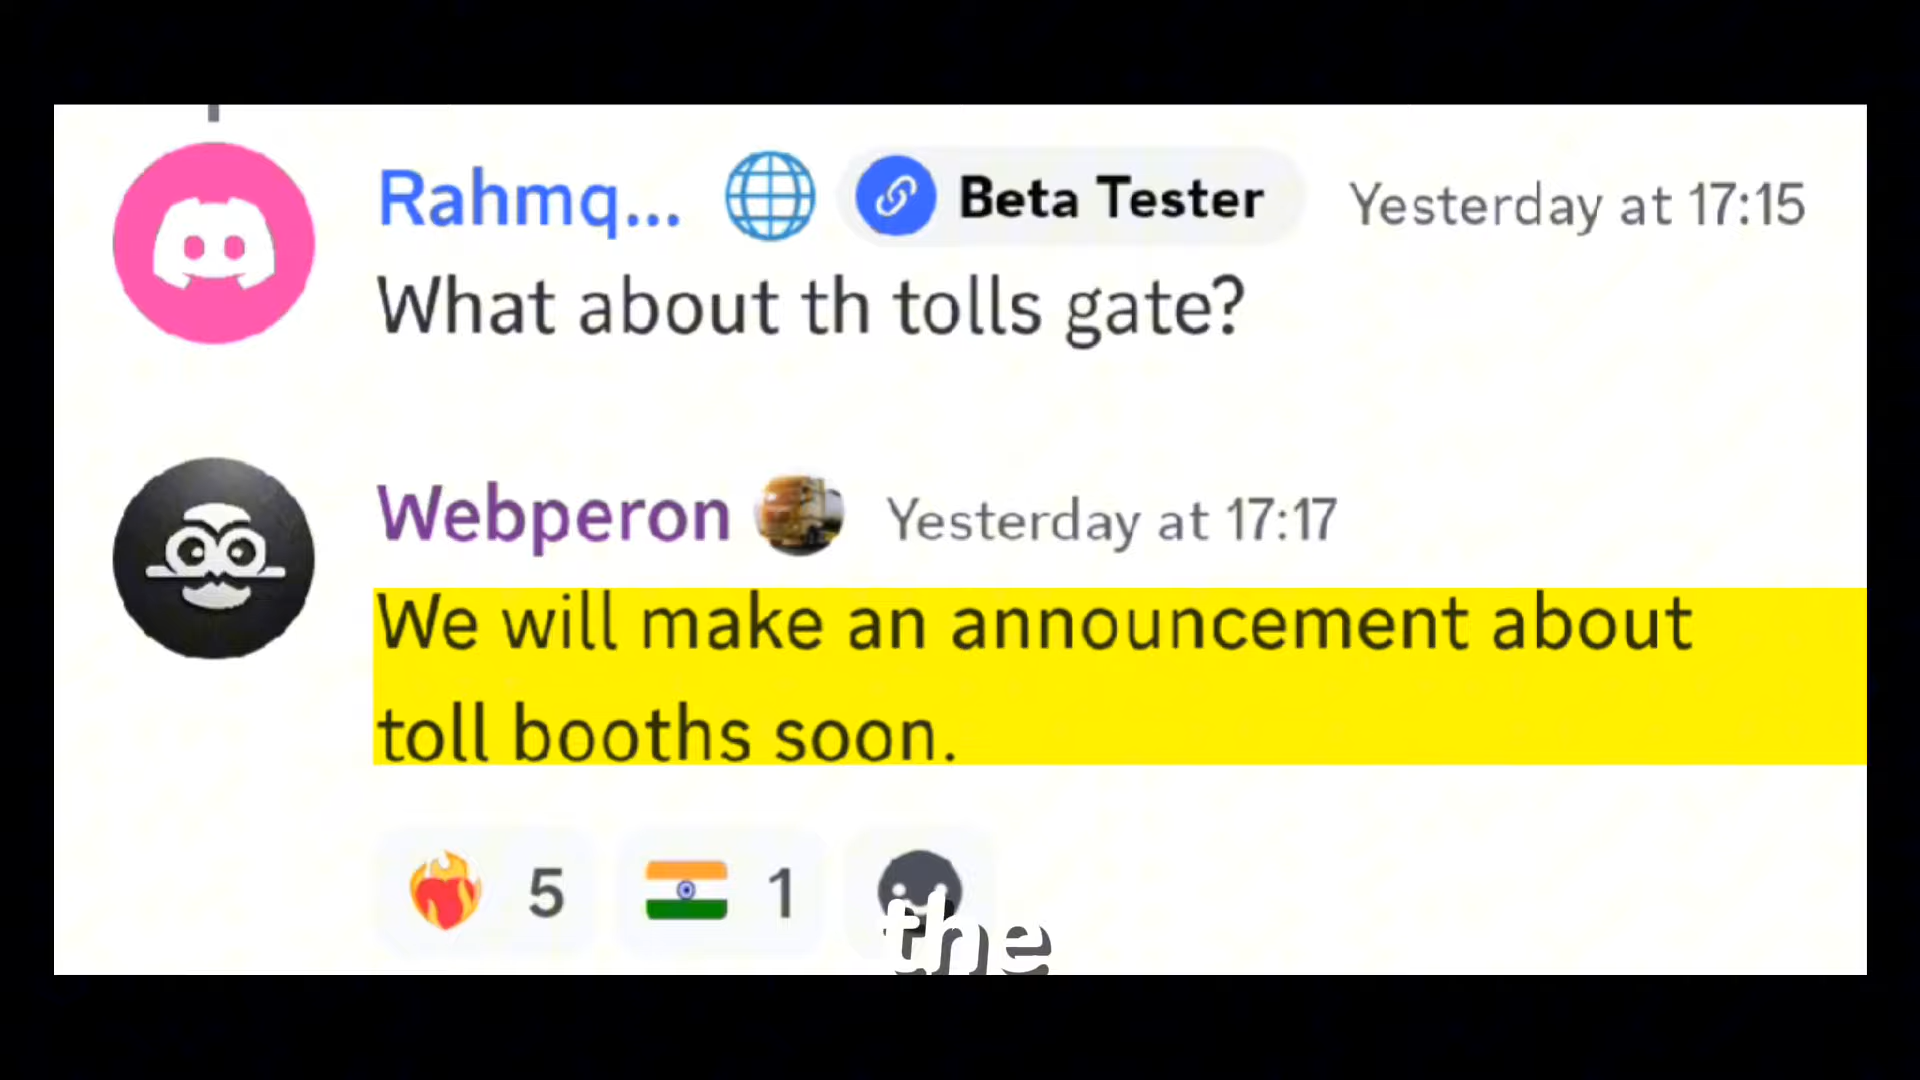 Rahmq... Beta Tester Yesterday at 17:15
What about th tolls gate?
Webperon Yesterday at 17:17
We will make an announcement about
toll booths soon.
5 1
the